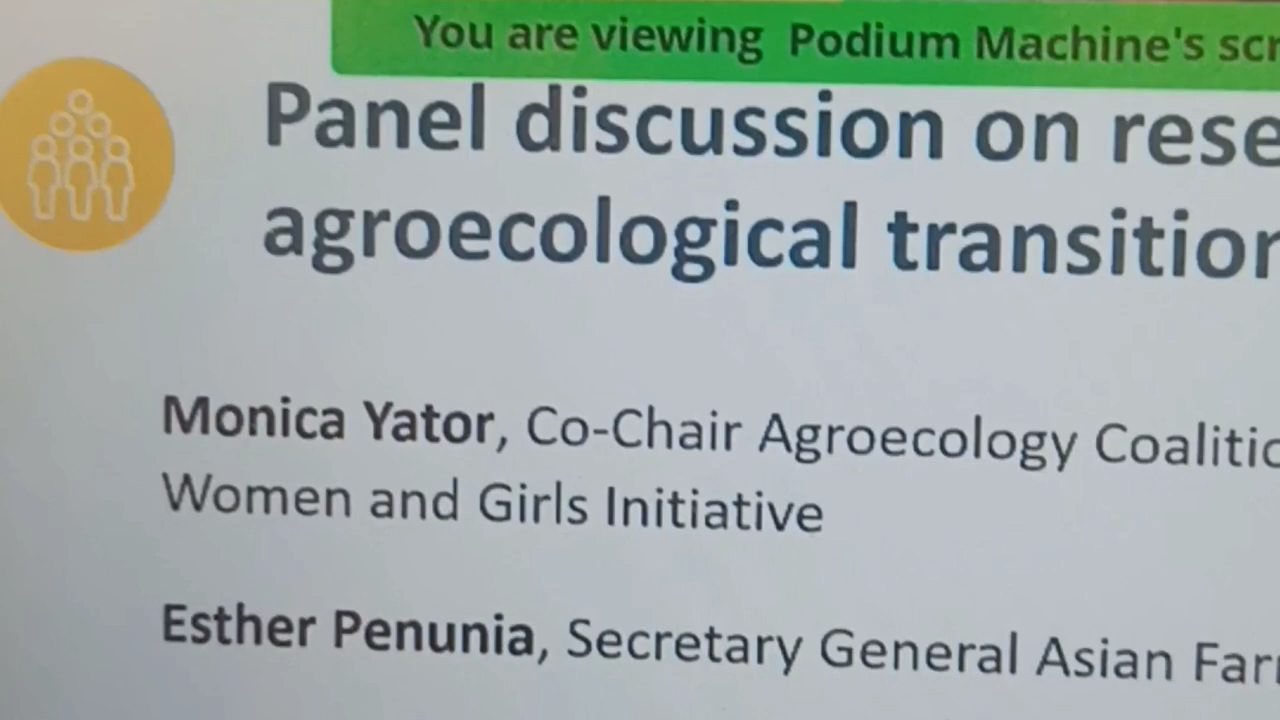 You are viewing Podium Machine's
Panel discussion on
agroecological
Monica Yator, Co-Chair Agroecology
Women and Girls Initiative
Esther Penunia, Secretary General Asian